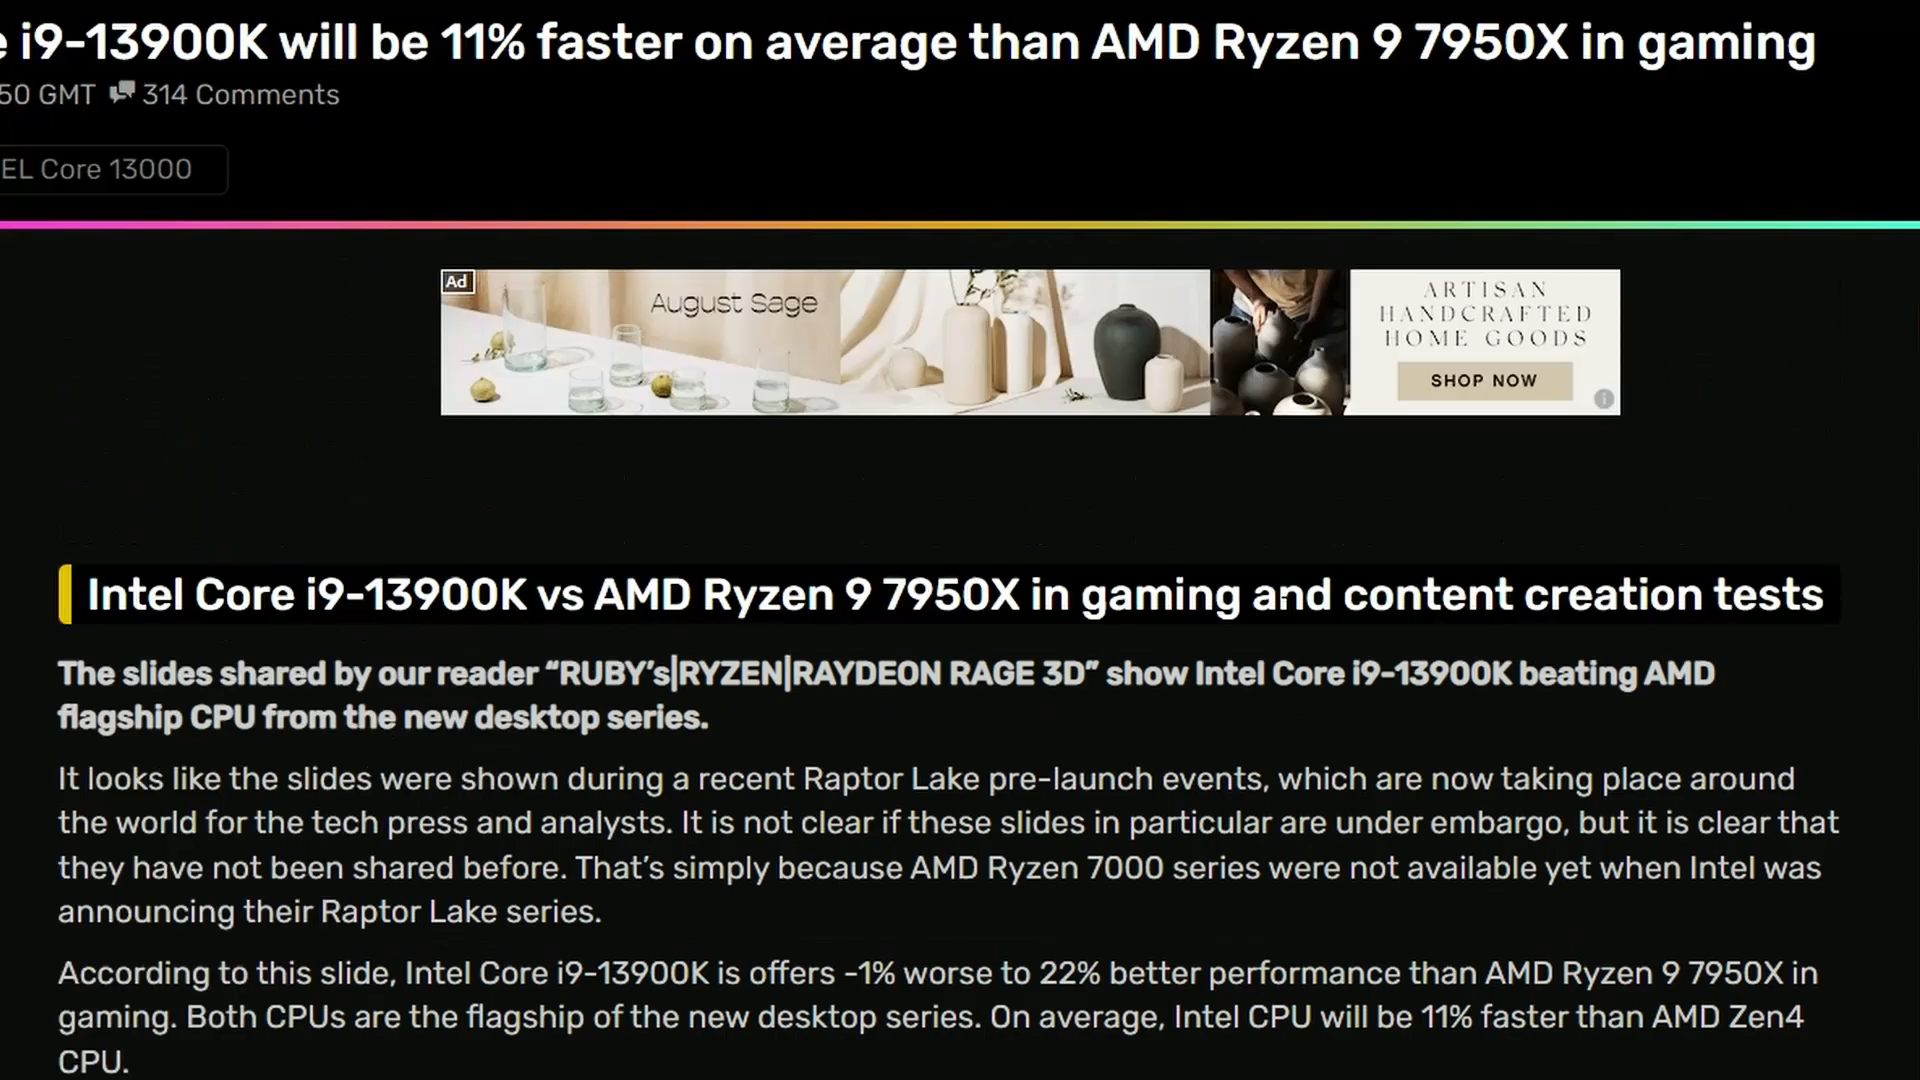 e i9-13900K will be 11% faster on average than AMD Ryzen 9 7950X in gaming
50 GMT 314 Comments
EL Core 13000
Ad
August Sage
ARTISAN
HANDCRAFTED
HOME GOODS
SHOP NOW
Intel Core i9-13900K vs AMD Ryzen 9 7950X in gaming and content creation tests
The slides shared by our reader “RUBY’s|RYZEN|RAYDEON RAGE 3D” show Intel Core i9-13900K beating AMD
flagship CPU from the new desktop series.
It looks like the slides were shown during a recent Raptor Lake pre-launch events, which are now taking place around
the world for the tech press and analysts. It is not clear if these slides in particular are under embargo, but it is clear that
they have not been shared before. That’s simply because AMD Ryzen 7000 series were not available yet when Intel was
announcing their Raptor Lake series.
According to this slide, Intel Core i9-13900K is offers -1% worse to 22% better performance than AMD Ryzen 9 7950X in
gaming. Both CPUs are the flagship of the new desktop series. On average, Intel CPU will be 11% faster than AMD Zen4
CPU.